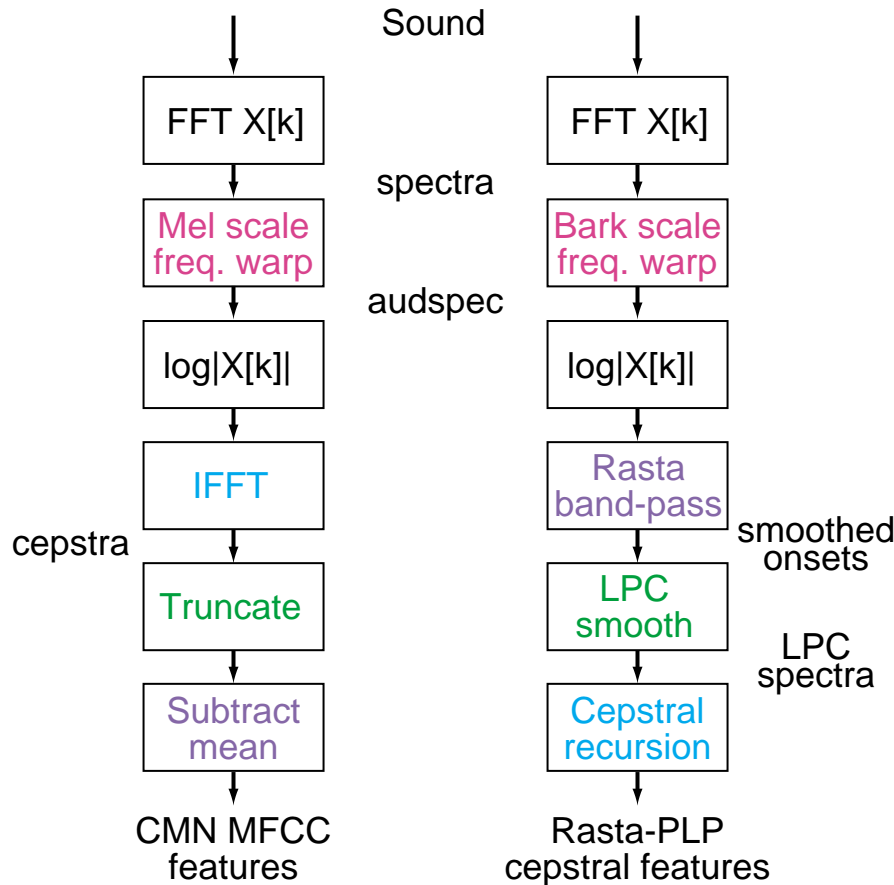 Sound
FFT X[k]
FFT X[k]
spectra
Mel scale
freq. warp
Bark scale
freq. warp
audspec
log|X[k]|
log|X[k]|
IFFT
Rasta
band-pass
cepstra
smoothed
onsets
Truncate
LPC
smooth
LPC
spectra
Subtract
mean
Cepstral
recursion
CMN MFCC
features
Rasta-PLP
cepstral features